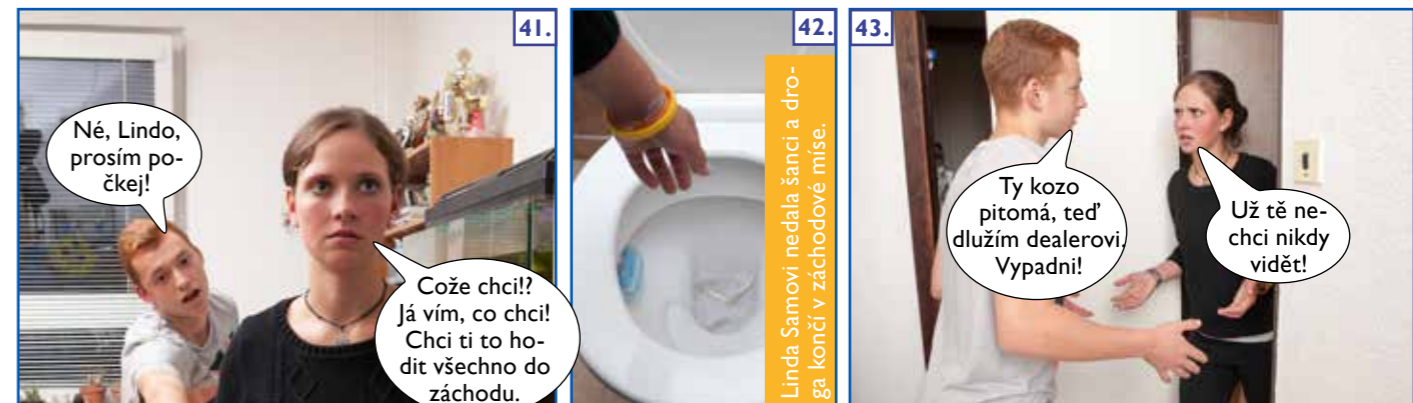 41.
Né, Lindo,
prosím po-
čkej!
Cože chci!?
Já vím, co chci!
Chci ti to ho-
dit všechno do
záchodu.
42.
Linda Samovi nedala šanci a dro-
ga končí v záchodové míse.
43.
Ty kozo
pitomá, teď
dlužím dealerovi.
Vypadni!
Už tě ne-
chci nikdy
vidět!